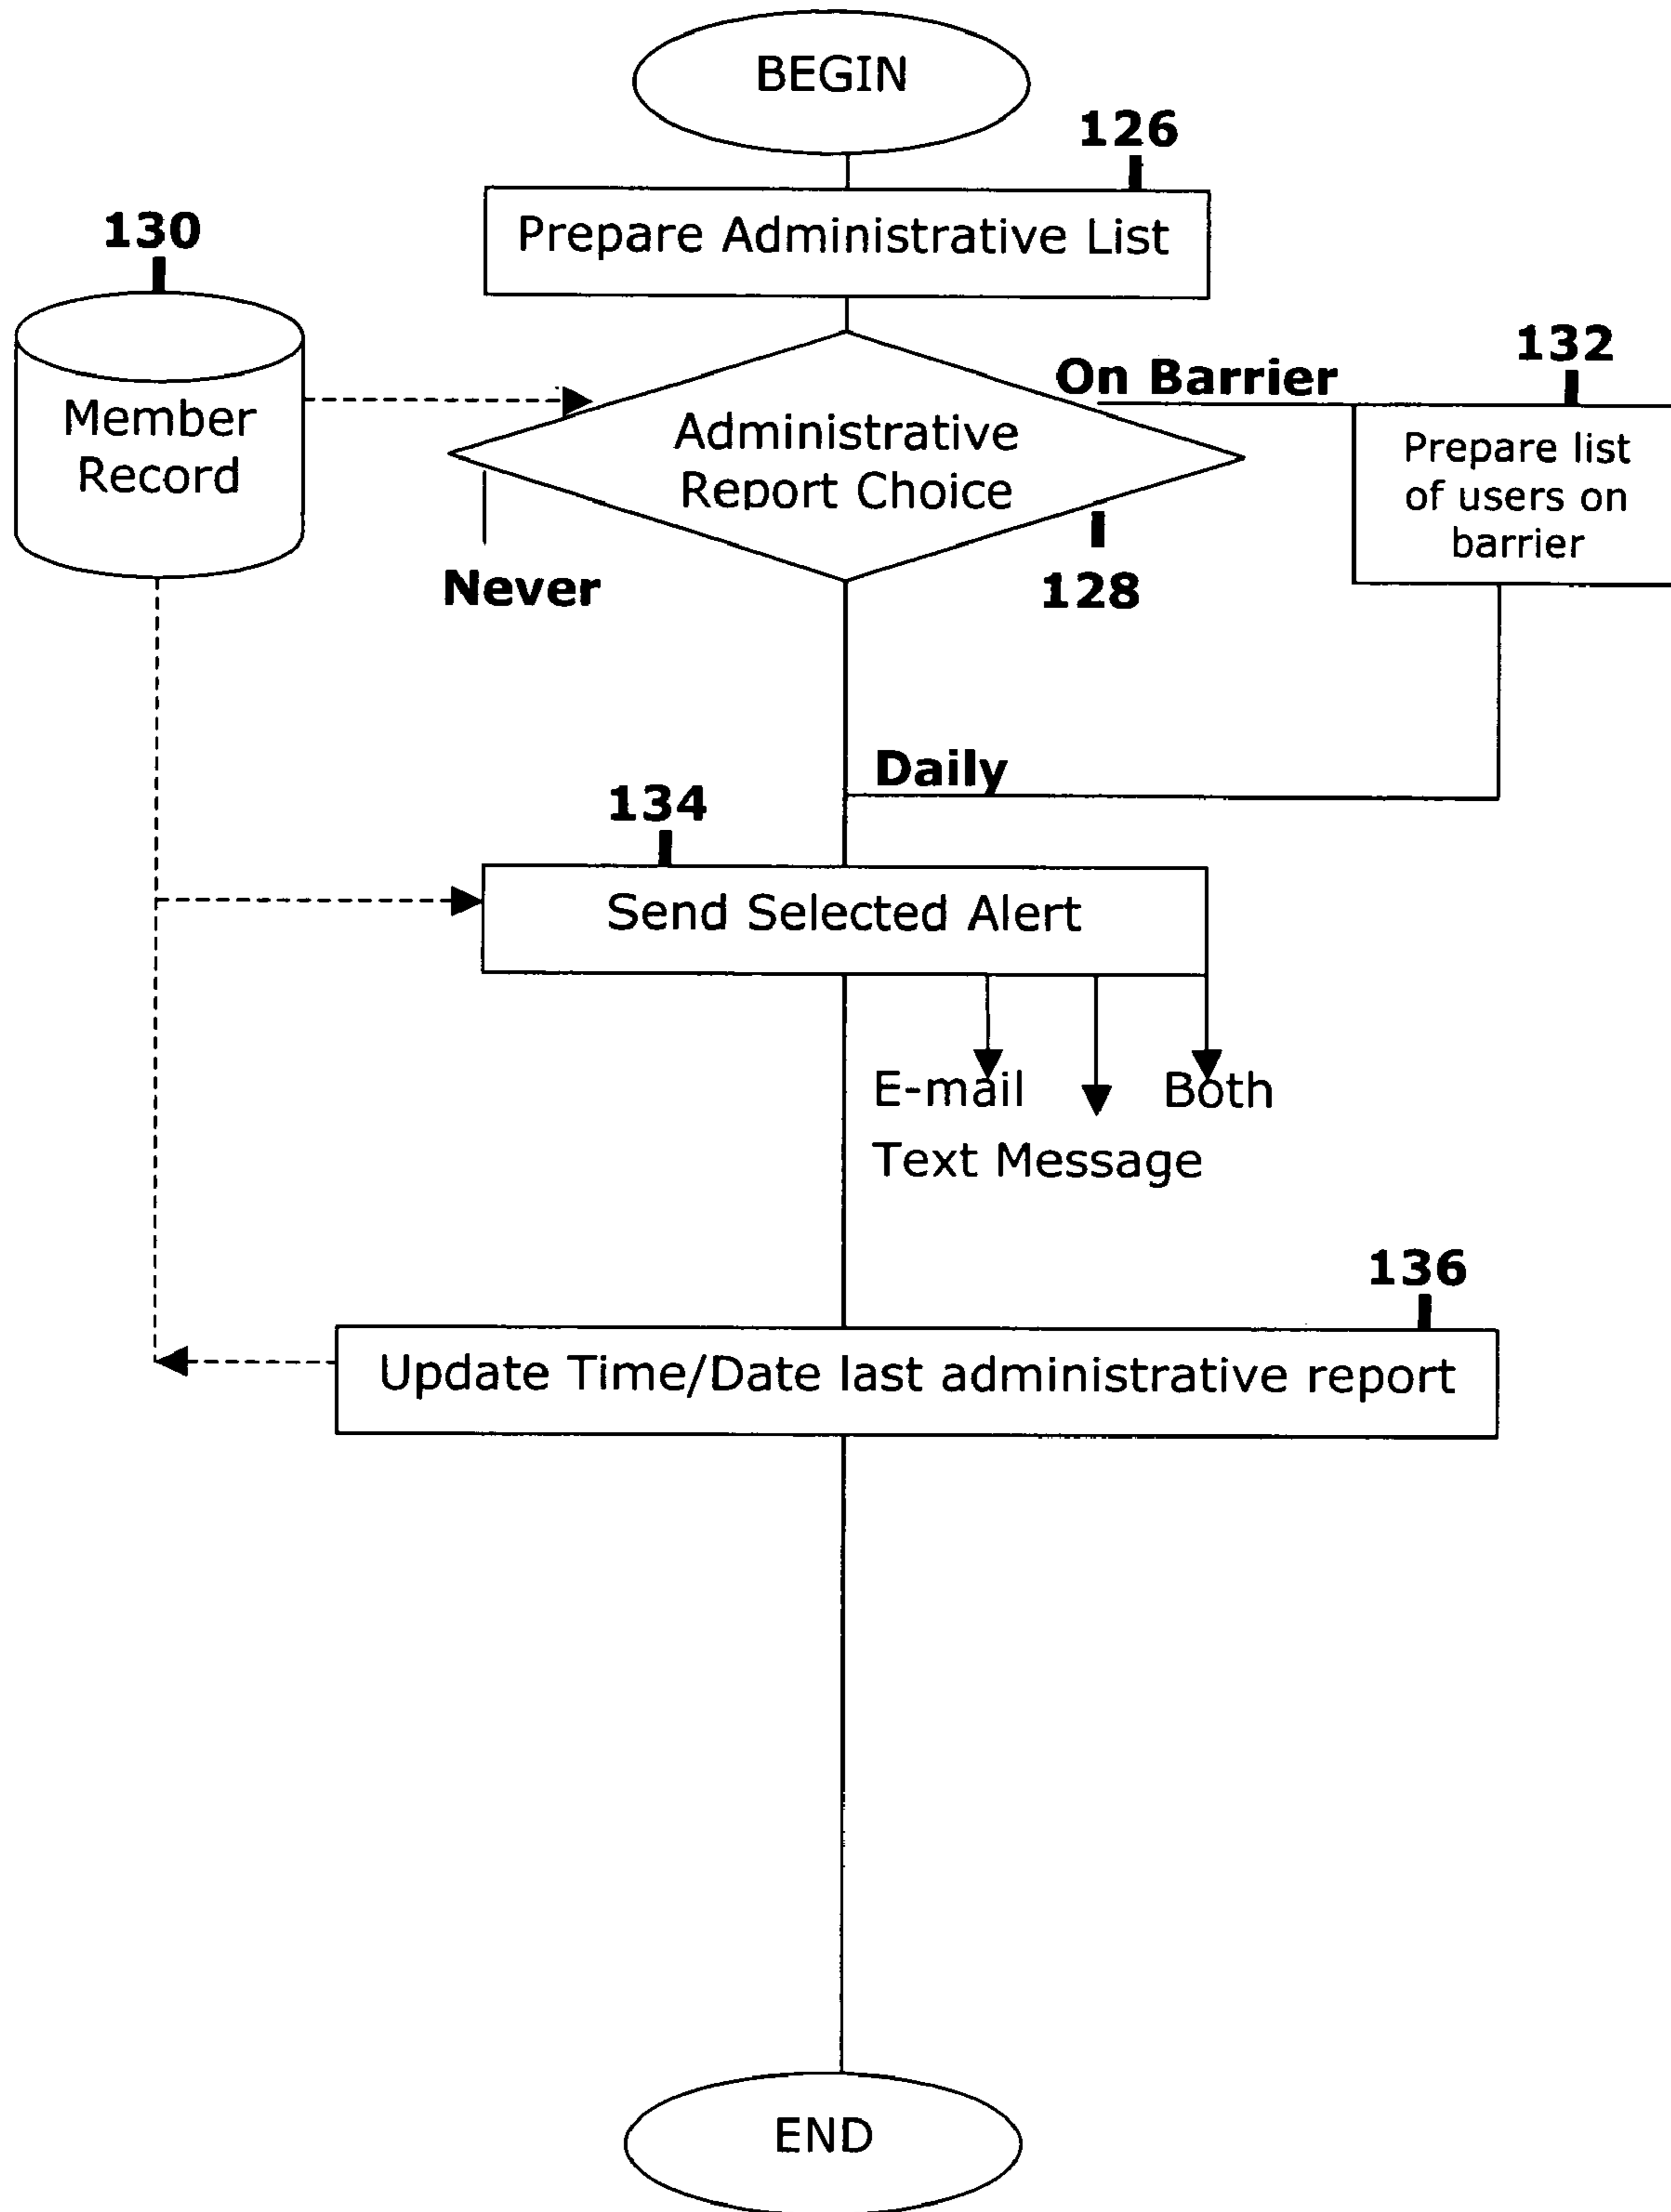 BEGIN
126
Prepare Administrative List
130
Member
Record
On Barrier
132
Administrative
Report Choice
Prepare list
of users on
barrier
Never
128
Daily
134
Send Selected Alert
E-mail
Both
Text Message
136
Update Time/Date last administrative report
END